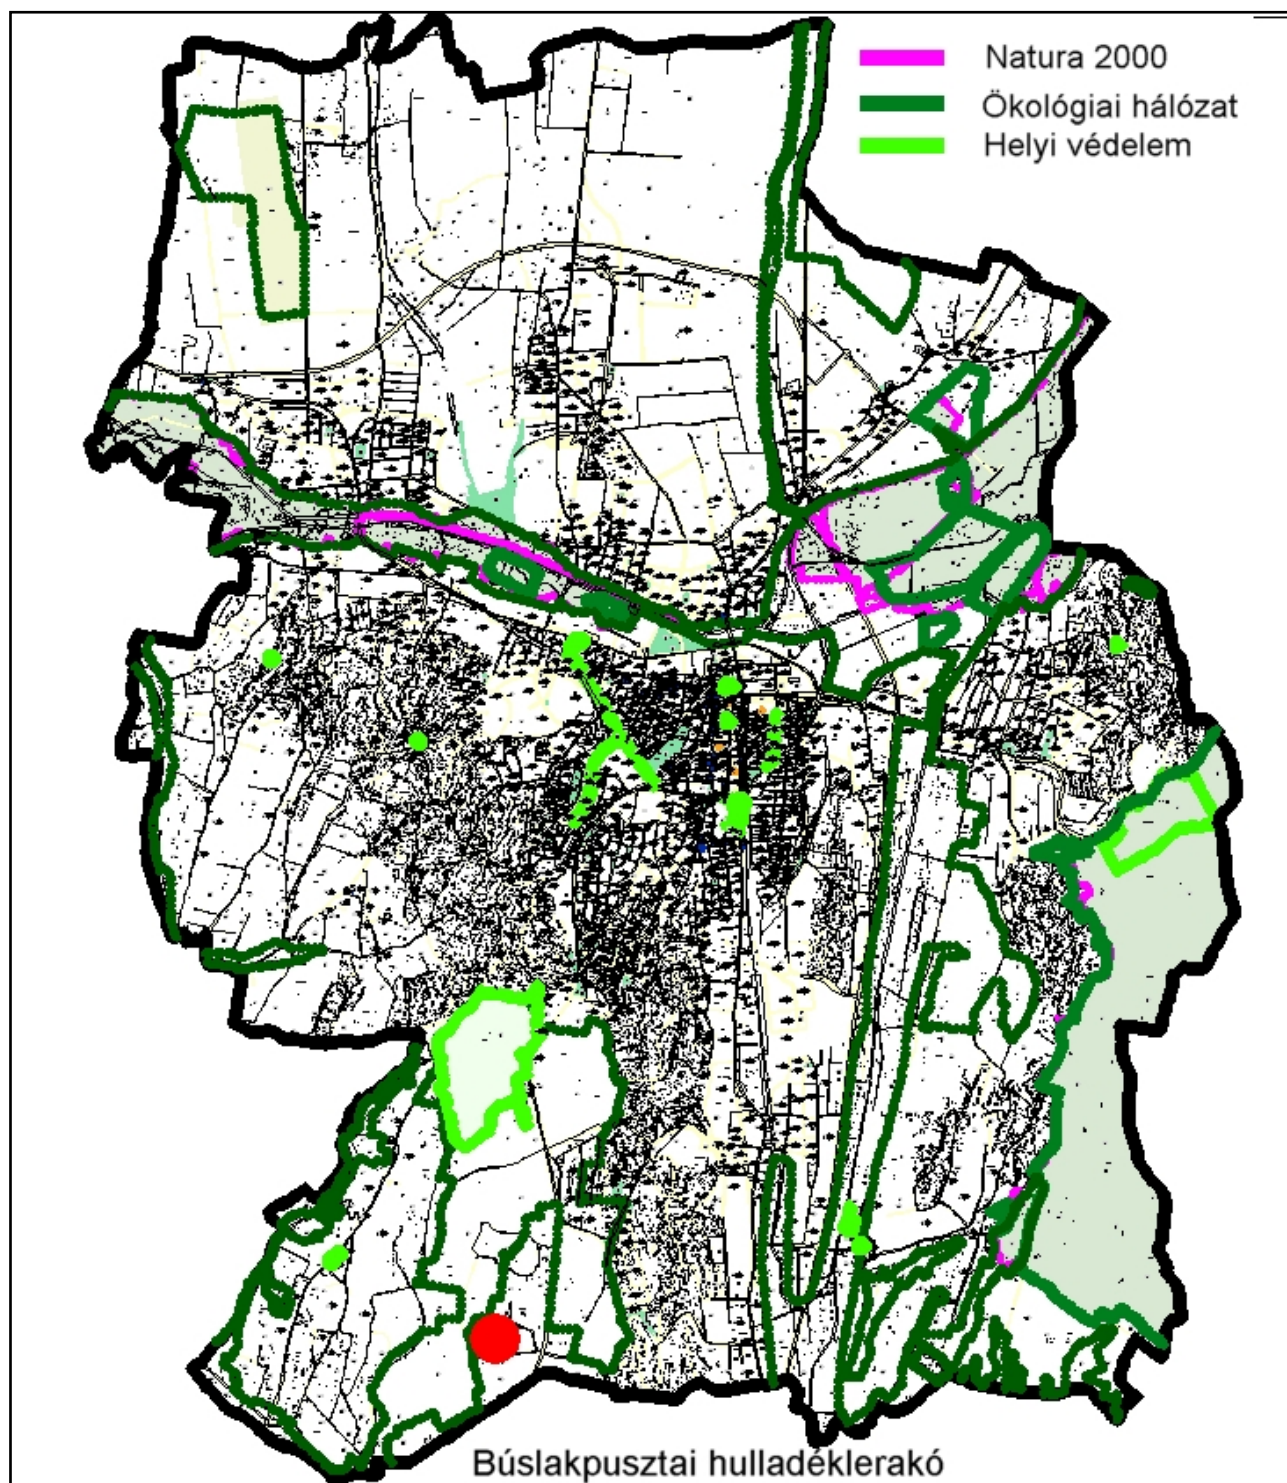 Natura 2000
Ökológiai hálózat
Helyi védelem
Búslakpusztai hulladéklerakó